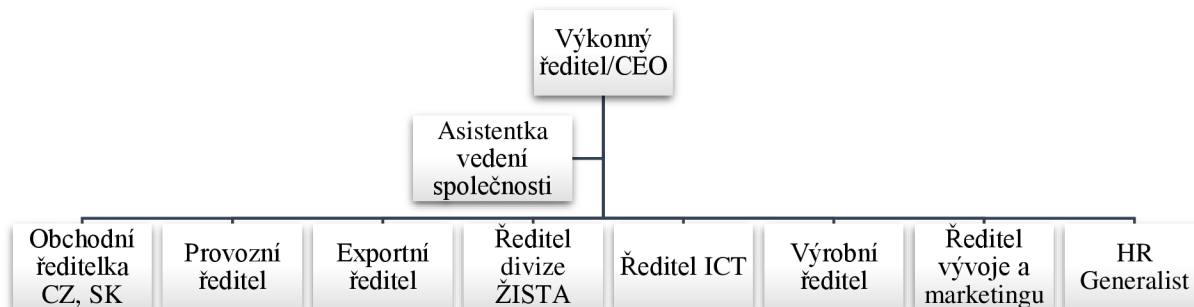 Výkonný
ředitel/CEO
Asistentka
vedení
společnosti
Obchodní
ředitelka
CZ, SK
Provozní
ředitel
Exportní
ředitel
Ředitel
divize
ŽISTA
Ředitel ICT
Výrobní
ředitel
Ředitel
vývoje a
marketingu
HR
Generalist